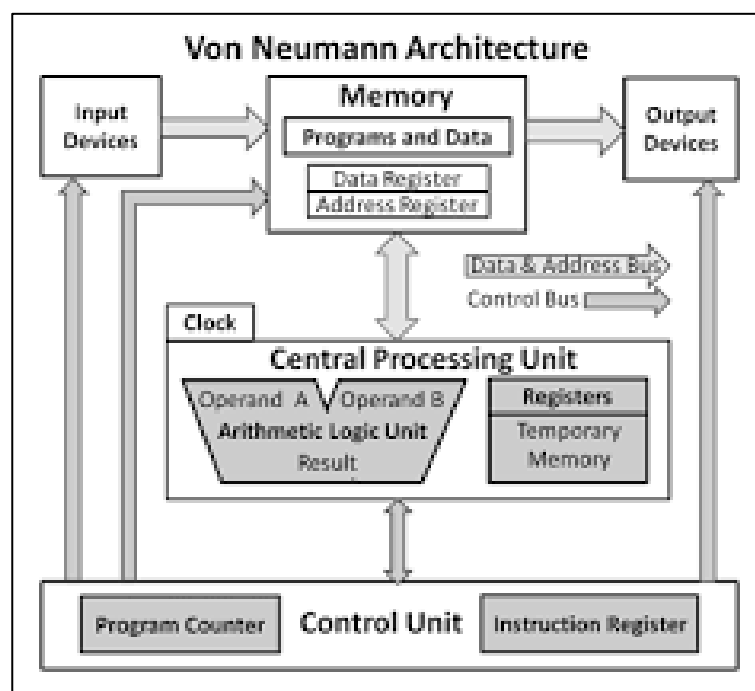 Von Neumann Architecture
Input
Devices
Memory
Programs and Data
Data Register
Address Register
Output
Devices
Data & Address Bus
Control Bus
Clock
Central Processing Unit
Operand A
Operand B
Arithmetic Logic Unit
Result
Registers
Temporary
Memory
Program Counter
Control Unit
Instruction Register